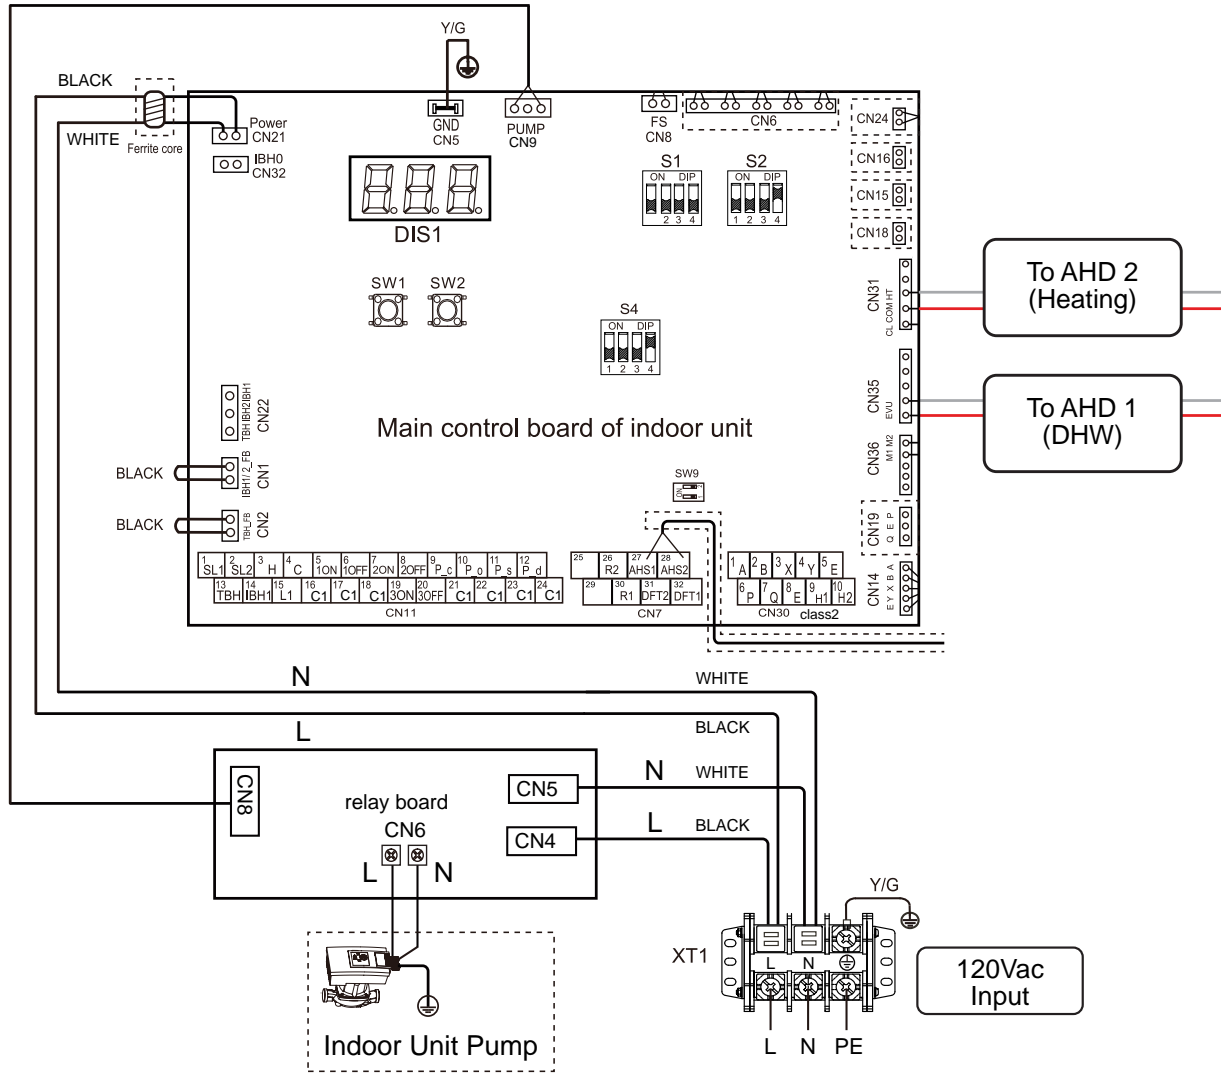 Y/G
BLACK
WHITE
Ferrite core
Power
CN21
IBH0
CN32
GND
CN5
PUMP
CN9
FS
CN8
CN6
CN24
CN16
CN15
CN18
S1
ON DIP
2 3 4
S2
ON DIP
1 2 3 4
DIS1
SW1
SW2
S4
ON DIP
1 2 3 4
CN31
CL COM HT
To AHD 2
(Heating)
CN35
EVU
To AHD 1
(DHW)
CN36
M1 M2
CN19
Q E P
CN14
E Y X B A
CN22
TBH IBH2 IBH1
BLACK
IBH1/ 2_FB
CN1
BLACK
TBH_FB
CN2
Main control board of indoor unit
SW9
ON
1 2
1 SL1 2 SL2 3 H 4 C 5 1ON 6 1OFF 7 2ON 8 2OFF 9 P_c 10 P_o 11 P_s 12 P_d
13 TBH 14 IBH1 15 L1 16 C1 17 C1 18 C1 19 3ON 20 3OFF 21 C1 22 C1 23 C1 24 C1
CN11
25 26 R2 27 AHS1 28 AHS2
29 30 R1 31 DFT2 32 DFT1
CN7
1 A 2 B 3 X 4 Y 5 E
6 P 7 Q 8 E 9 H1 10 H2
CN30 class2
N
WHITE
L
BLACK
CN8
relay board
CN6
L N
CN5
N
WHITE
CN4
L
BLACK
Indoor Unit Pump
Y/G
XT1
L N
L N PE
120Vac
Input